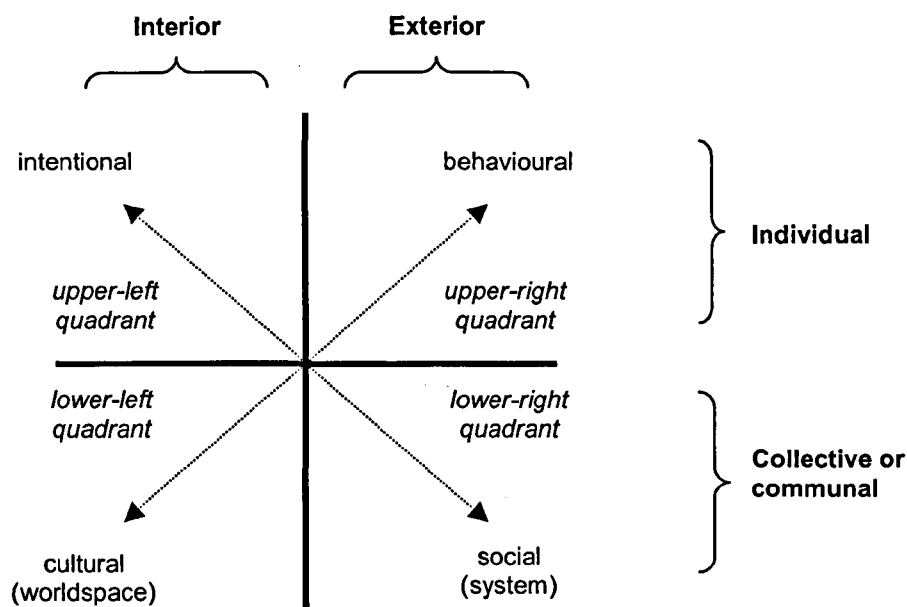 Interior
Exterior
intentional
behavioural
Individual
upper-left
quadrant
upper-right
quadrant
lower-left
quadrant
lower-right
quadrant
Collective or
communal
cultural
(worldspace)
social
(system)